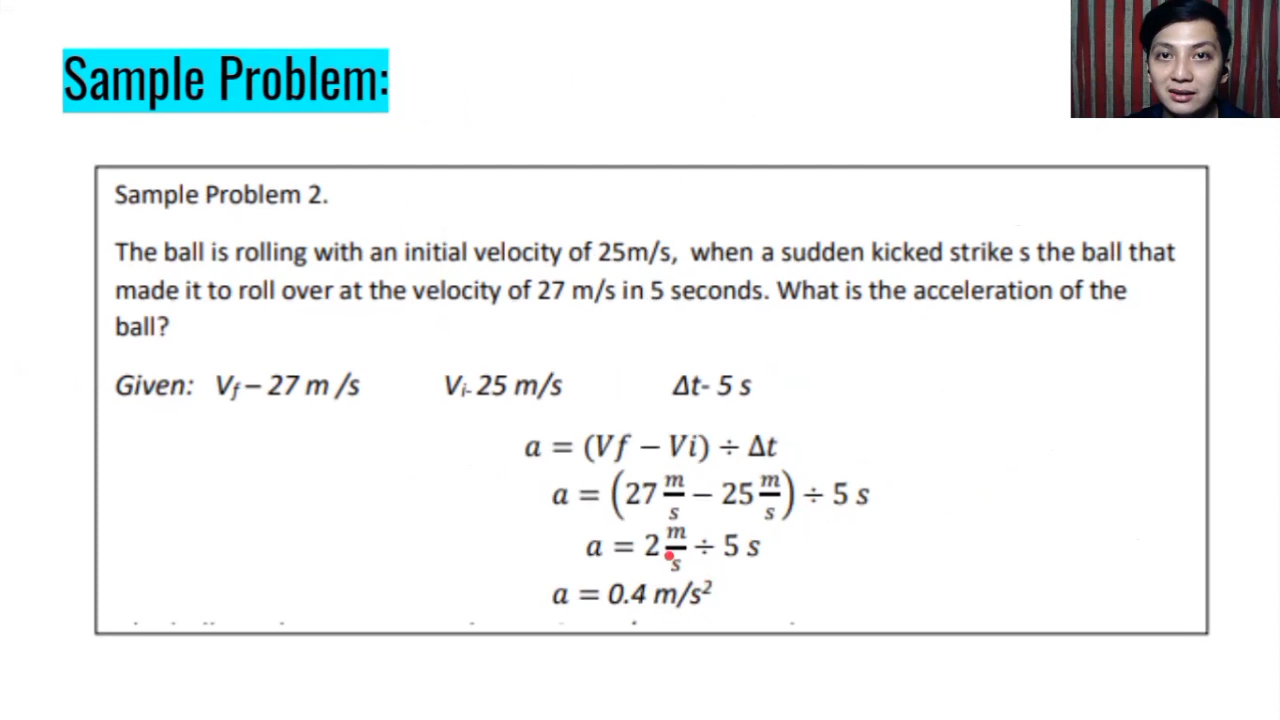 Sample Problem:
Sample Problem 2.
The ball is rolling with an initial velocity of 25m/s, when a sudden kicked strike s the ball that
made it to roll over at the velocity of 27 m/s in 5 seconds. What is the acceleration of the
ball?
Given: Vf – 27 m /s Vi- 25 m/s Δt- 5 s
a = (Vf − Vi) ÷ Δt
a = (27 m/s − 25 m/s) ÷ 5 s
a = 2 m/s ÷ 5 s
a = 0.4 m/s²